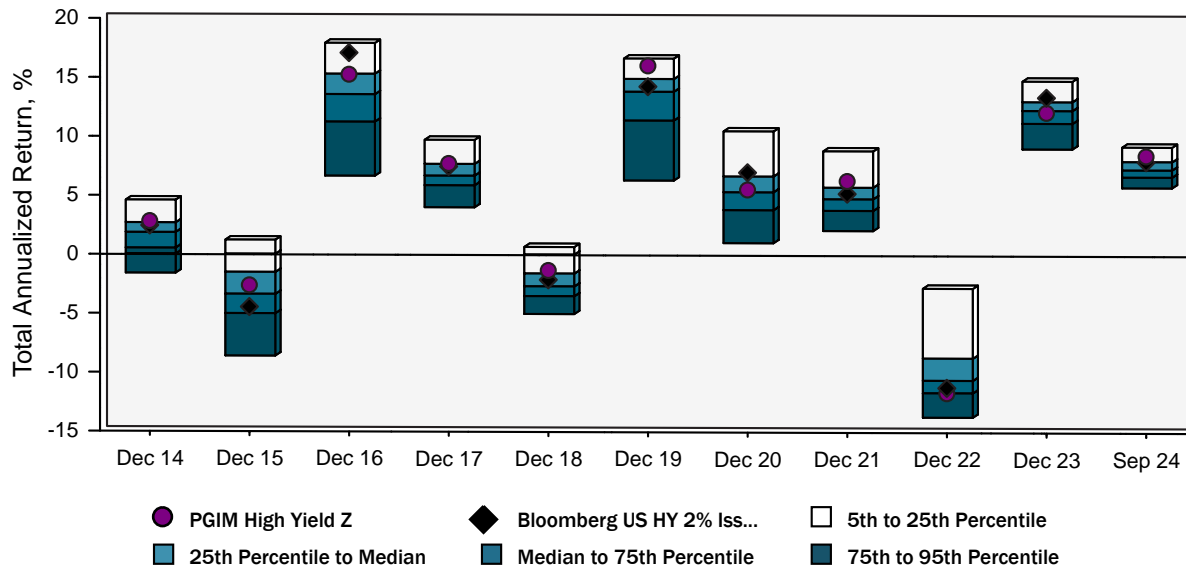 Total Annualized Return, %
20
15
10
5
0
-5
-10
-15
Dec 14 Dec 15 Dec 16 Dec 17 Dec 18 Dec 19 Dec 20 Dec 21 Dec 22 Dec 23 Sep 24
PGIM High Yield Z Bloomberg US HY 2% Iss... 5th to 25th Percentile
25th Percentile to Median Median to 75th Percentile 75th to 95th Percentile